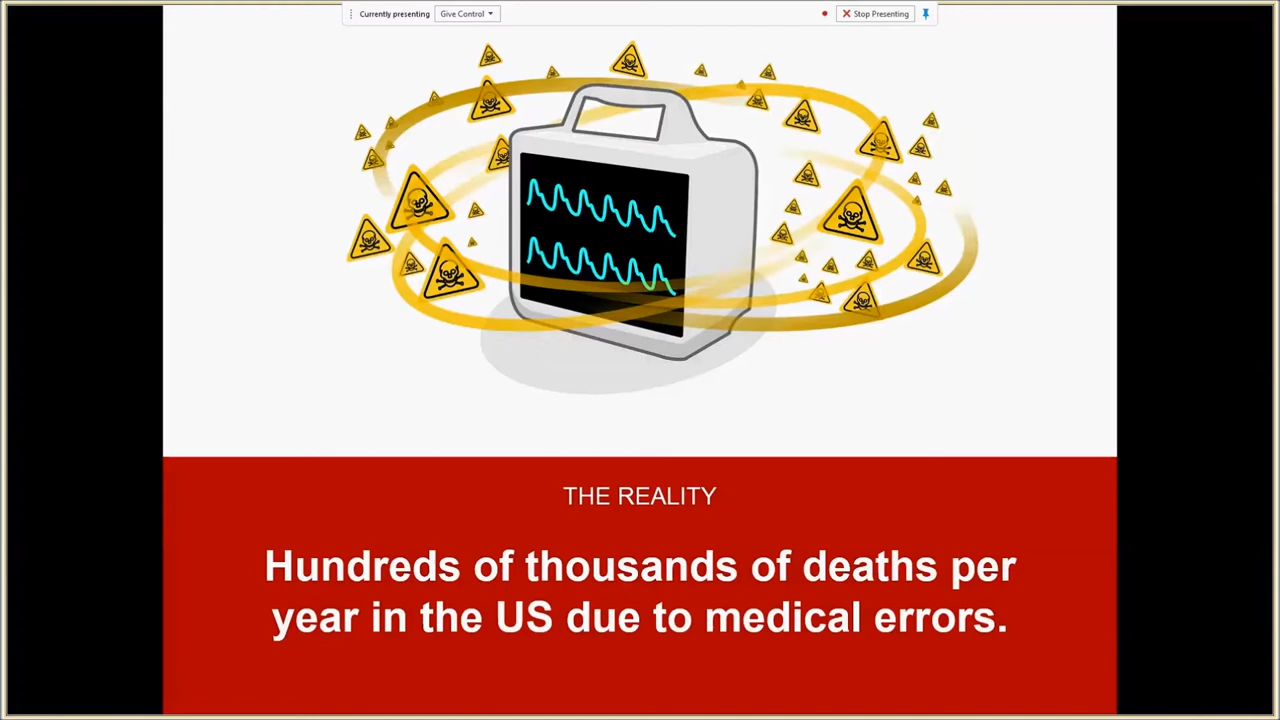 Currently presenting Give Control Stop Presenting
THE REALITY
Hundreds of thousands of deaths per
year in the US due to medical errors.